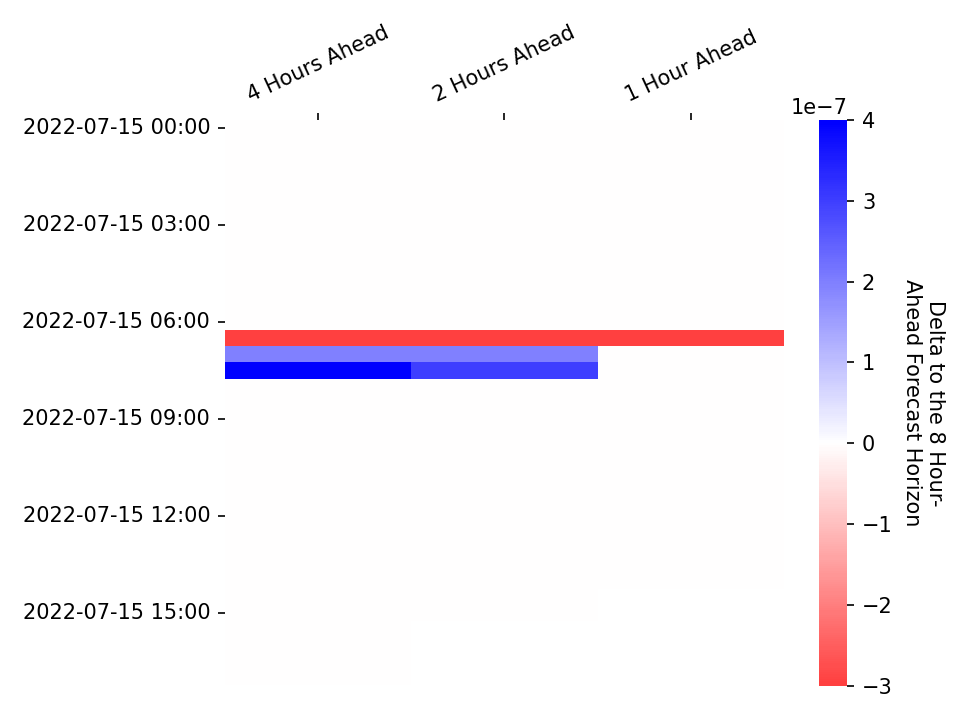 4 Hours Ahead
2 Hours Ahead
1 Hour Ahead
1e−7
2022-07-15 00:00
2022-07-15 03:00
2022-07-15 06:00
2022-07-15 09:00
2022-07-15 12:00
2022-07-15 15:00
4
3
2
1
0
−1
−2
−3
Delta to the 8 Hour-
Ahead Forecast Horizon